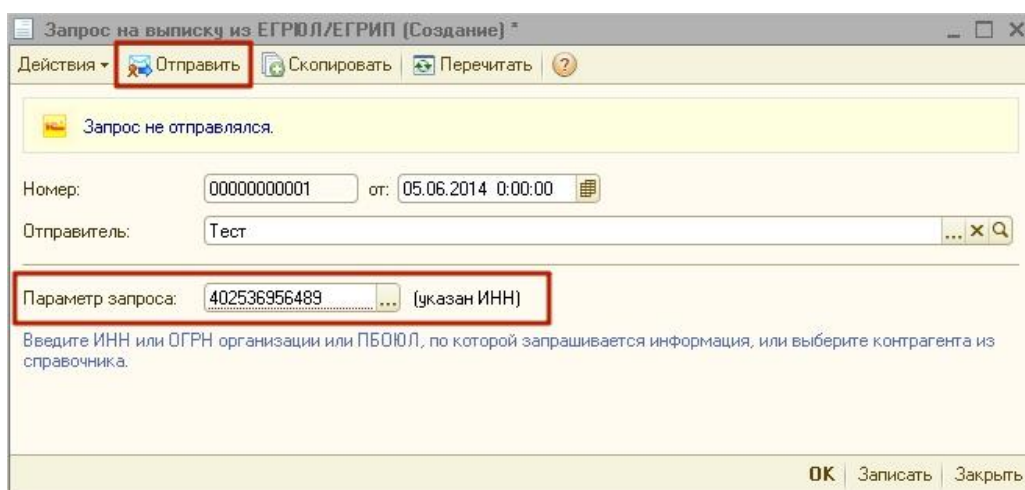 Запрос на выписку из ЕГРЮЛ/ЕГРИП (Создание) *
Действия Отправить Скопировать Перечитать ?
Запрос не отправлялся.
Номер: 00000000001 от: 05.06.2014 0:00:00
Отправитель: Тест ...
Параметр запроса: 402536956489 ... (указан ИНН)
Введите ИНН или ОГРН организации или ПБОЮЛ, по которой запрашивается информация, или выберите контрагента из
справочника.
OK Записать Закрыть